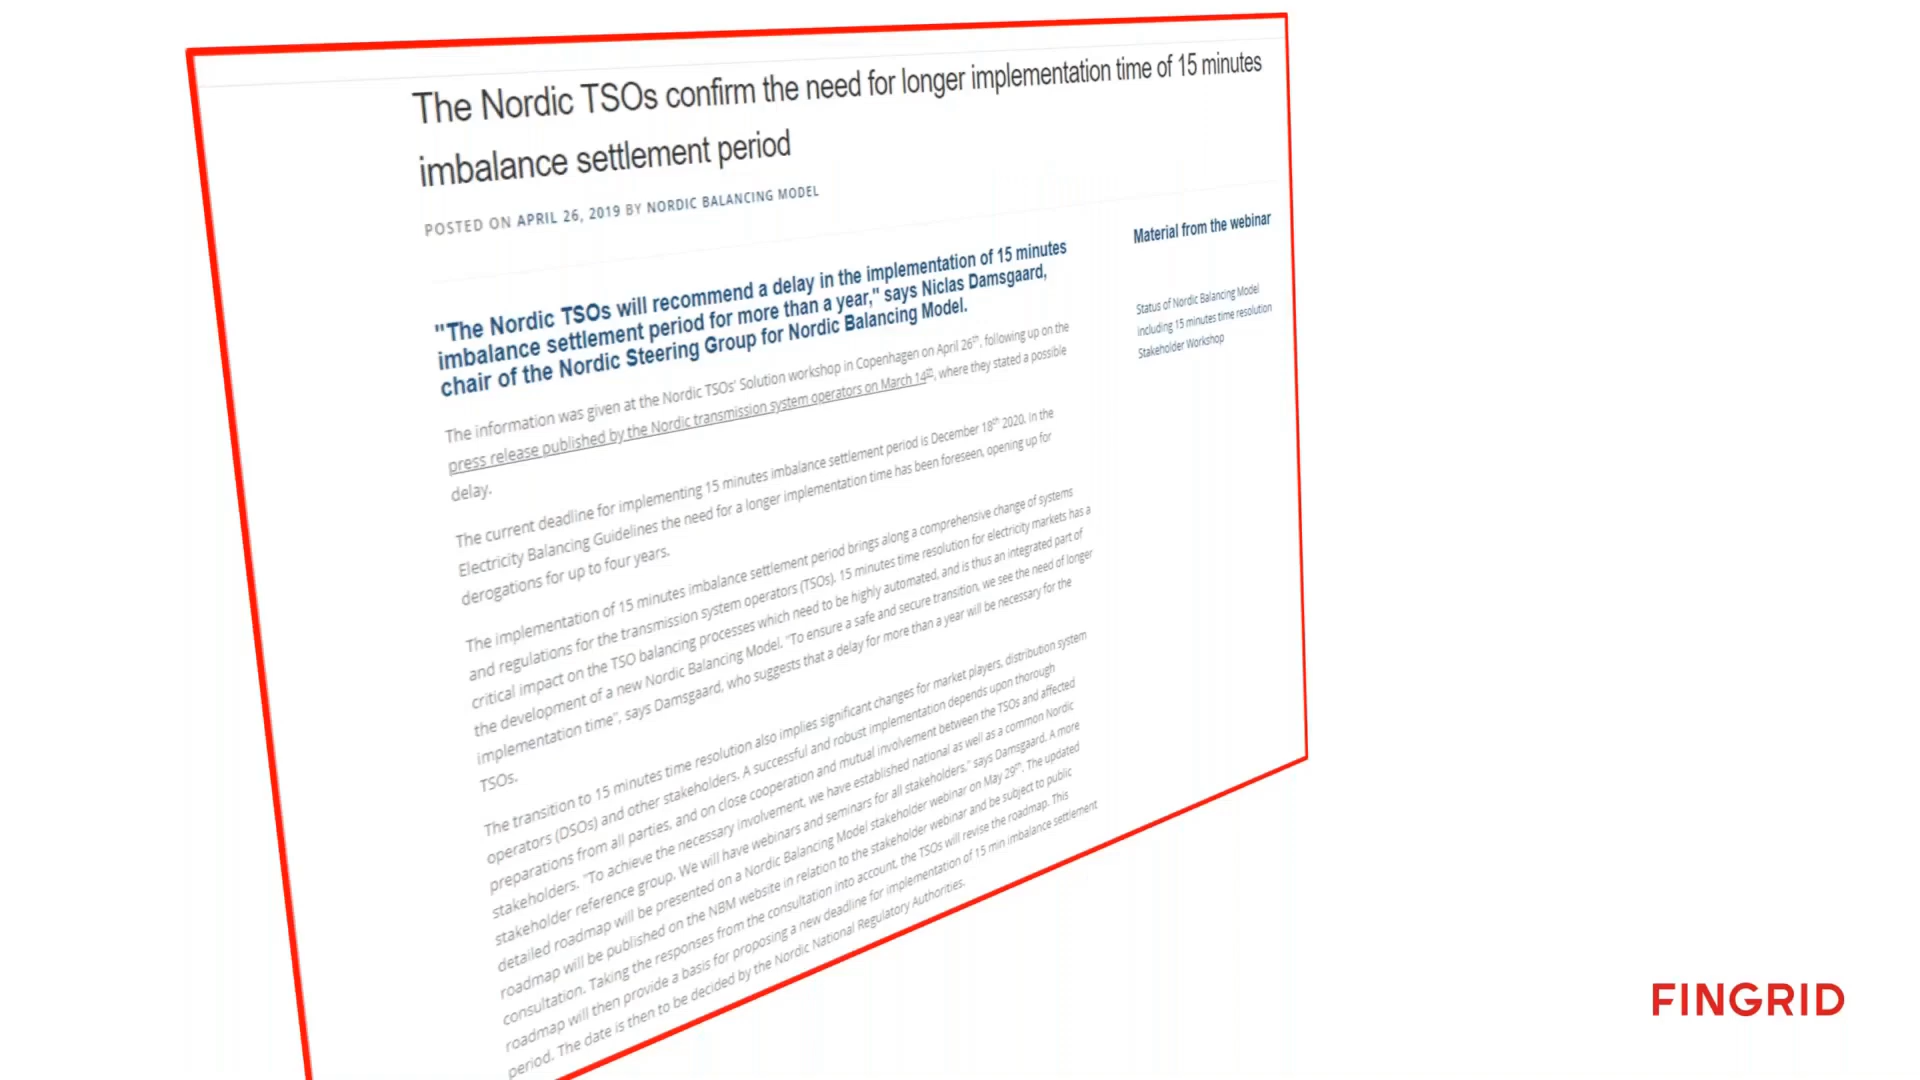 The Nordic TSOs confirm the need for longer implementation time of 15 minutes
imbalance settlement period
POSTED ON APRIL 26, 2019 BY NORDIC BALANCING MODEL
"The Nordic TSOs will recommend a delay in the implementation of 15 minutes
imbalance settlement period for more than a year," says Niclas Damsgaard,
chair of the Nordic Steering Group for Nordic Balancing Model.
The information was given at the Nordic TSOs' Solution workshop in Copenhagen on April 26th, following up on the
press release published by the Nordic transmission system operators on March 14th, where they stated a possible
delay.
The current deadline for implementing 15 minutes imbalance settlement period is December 18th 2020. In the
Electricity Balancing Guidelines the need for a longer implementation time has been foreseen, opening up for
derogations for up to four years.
The implementation of 15 minutes imbalance settlement period brings along a comprehensive change of systems
and regulations for the transmission system operators (TSOs). 15 minutes time resolution for electricity markets has a
critical impact on the TSO balancing processes which need to be highly automated, and is thus an integrated part of
the development of a new Nordic Balancing Model. "To ensure a safe and secure transition, we see the need of longer
implementation time", says Damsgaard, who suggests that a delay for more than a year will be necessary for the
TSOs.
The transition to 15 minutes time resolution also implies significant changes for market players, distribution system
operators (DSOs) and other stakeholders. A successful and robust implementation depends upon thorough
preparations from all parties, and on close cooperation and mutual involvement between the TSOs and affected
stakeholders. "To achieve the necessary involvement, we have established national as well as a common Nordic
stakeholder reference group. We will have webinars and seminars for all stakeholders," says Damsgaard. A more
detailed roadmap will be presented on a Nordic Balancing Model stakeholder webinar on May 29th. The updated
roadmap will be published on the NBM website in relation to the stakeholder webinar and be subject to public
consultation. Taking the responses from the consultation into account, the TSOs will revise the roadmap. This
roadmap will then provide a basis for proposing a new deadline for implementation of 15 min imbalance settlement
period. The date is then to be decided by the Nordic National Regulatory Authorities.
Material from the webinar
Status of Nordic Balancing Model
including 15 minutes time resolution
Stakeholder Workshop
FINGRID